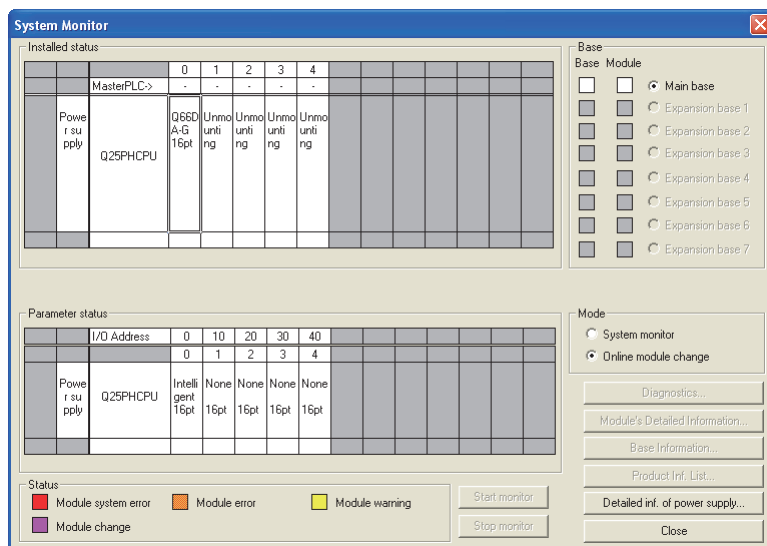 System Monitor
Installed status
0 1 2 3 4
MasterPLC-> - - - - -
Powe
r su
pply
Q25PHCPU
Q66D
A-G
16pt
Unmo
unti
ng
Unmo
unti
ng
Unmo
unti
ng
Unmo
unti
ng
Base
Base Module
Main base
Expansion base 1
Expansion base 2
Expansion base 3
Expansion base 4
Expansion base 5
Expansion base 6
Expansion base 7
Parameter status
I/O Address 0 10 20 30 40
0 1 2 3 4
Powe
r su
pply
Q25PHCPU
Intelli
gent
16pt
None
16pt
None
16pt
None
16pt
None
16pt
Mode
System monitor
Online module change
Diagnostics...
Module's Detailed Information...
Base Information...
Product Inf. List...
Detailed inf. of power supply...
Close
Status
Module system error
Module error
Module warning
Module change
Start monitor
Stop monitor